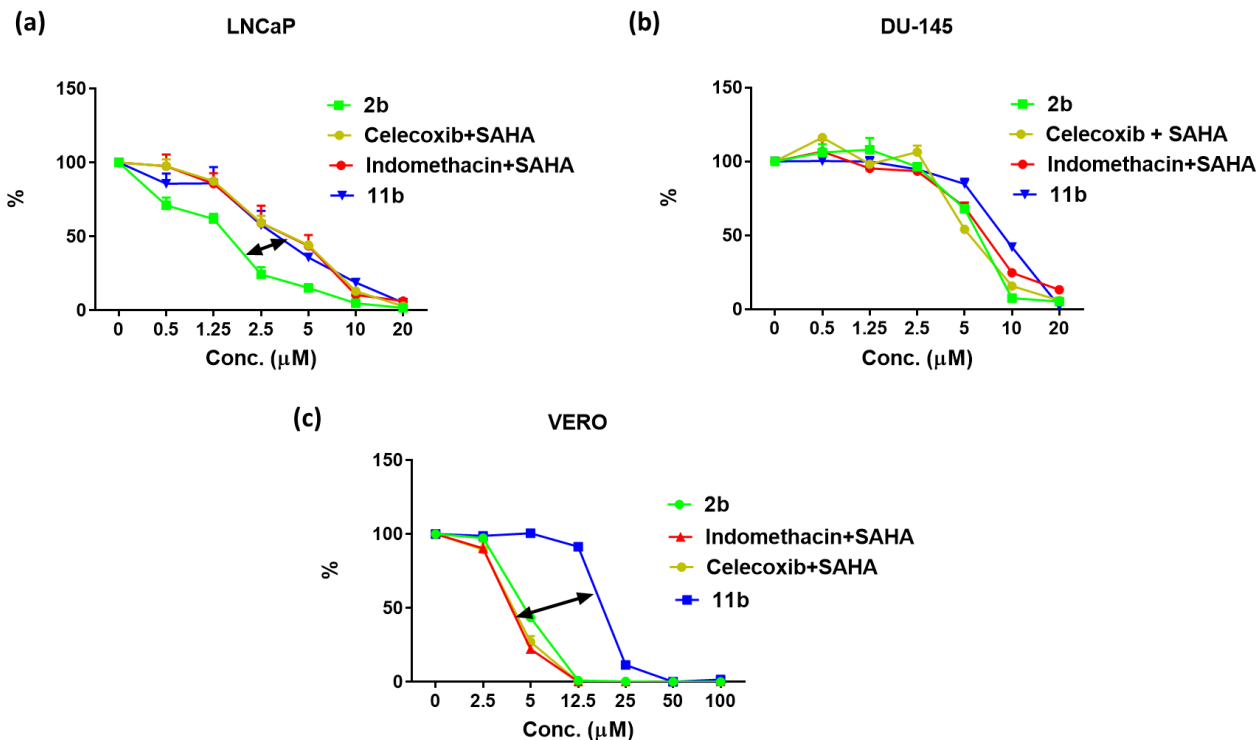 (a)
LNCaP
%
150
100
50
0
2b
Celecoxib+SAHA
Indomethacin+SAHA
11b
0 0.5 1.25 2.5 5 10 20
Conc. (μM)
(b)
DU-145
%
150
100
50
0
2b
Celecoxib + SAHA
Indomethacin+SAHA
11b
0 0.5 1.25 2.5 5 10 20
Conc. (μM)
(c)
VERO
%
150
100
50
0
2b
Indomethacin+SAHA
Celecoxib+SAHA
11b
0 2.5 5 12.5 25 50 100
Conc. (μM)